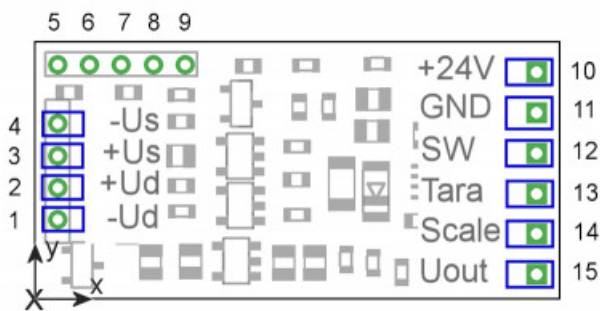 5 6 7 8 9
+24V 10
GND 11
4 -Us
SW 12
3 +Us
2 +Ud
Tara 13
1 -Ud
Scale 14
y
x
Uout 15
X